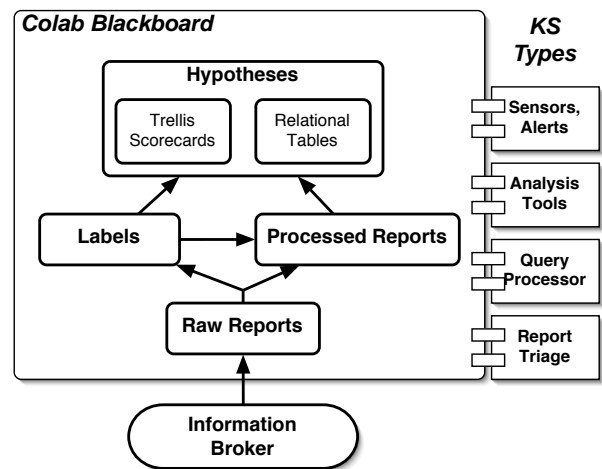 Colab Blackboard
KS
Types
Hypotheses
Trellis
Scorecards
Relational
Tables
Labels
Processed Reports
Raw Reports
Information
Broker
Sensors,
Alerts
Analysis
Tools
Query
Processor
Report
Triage